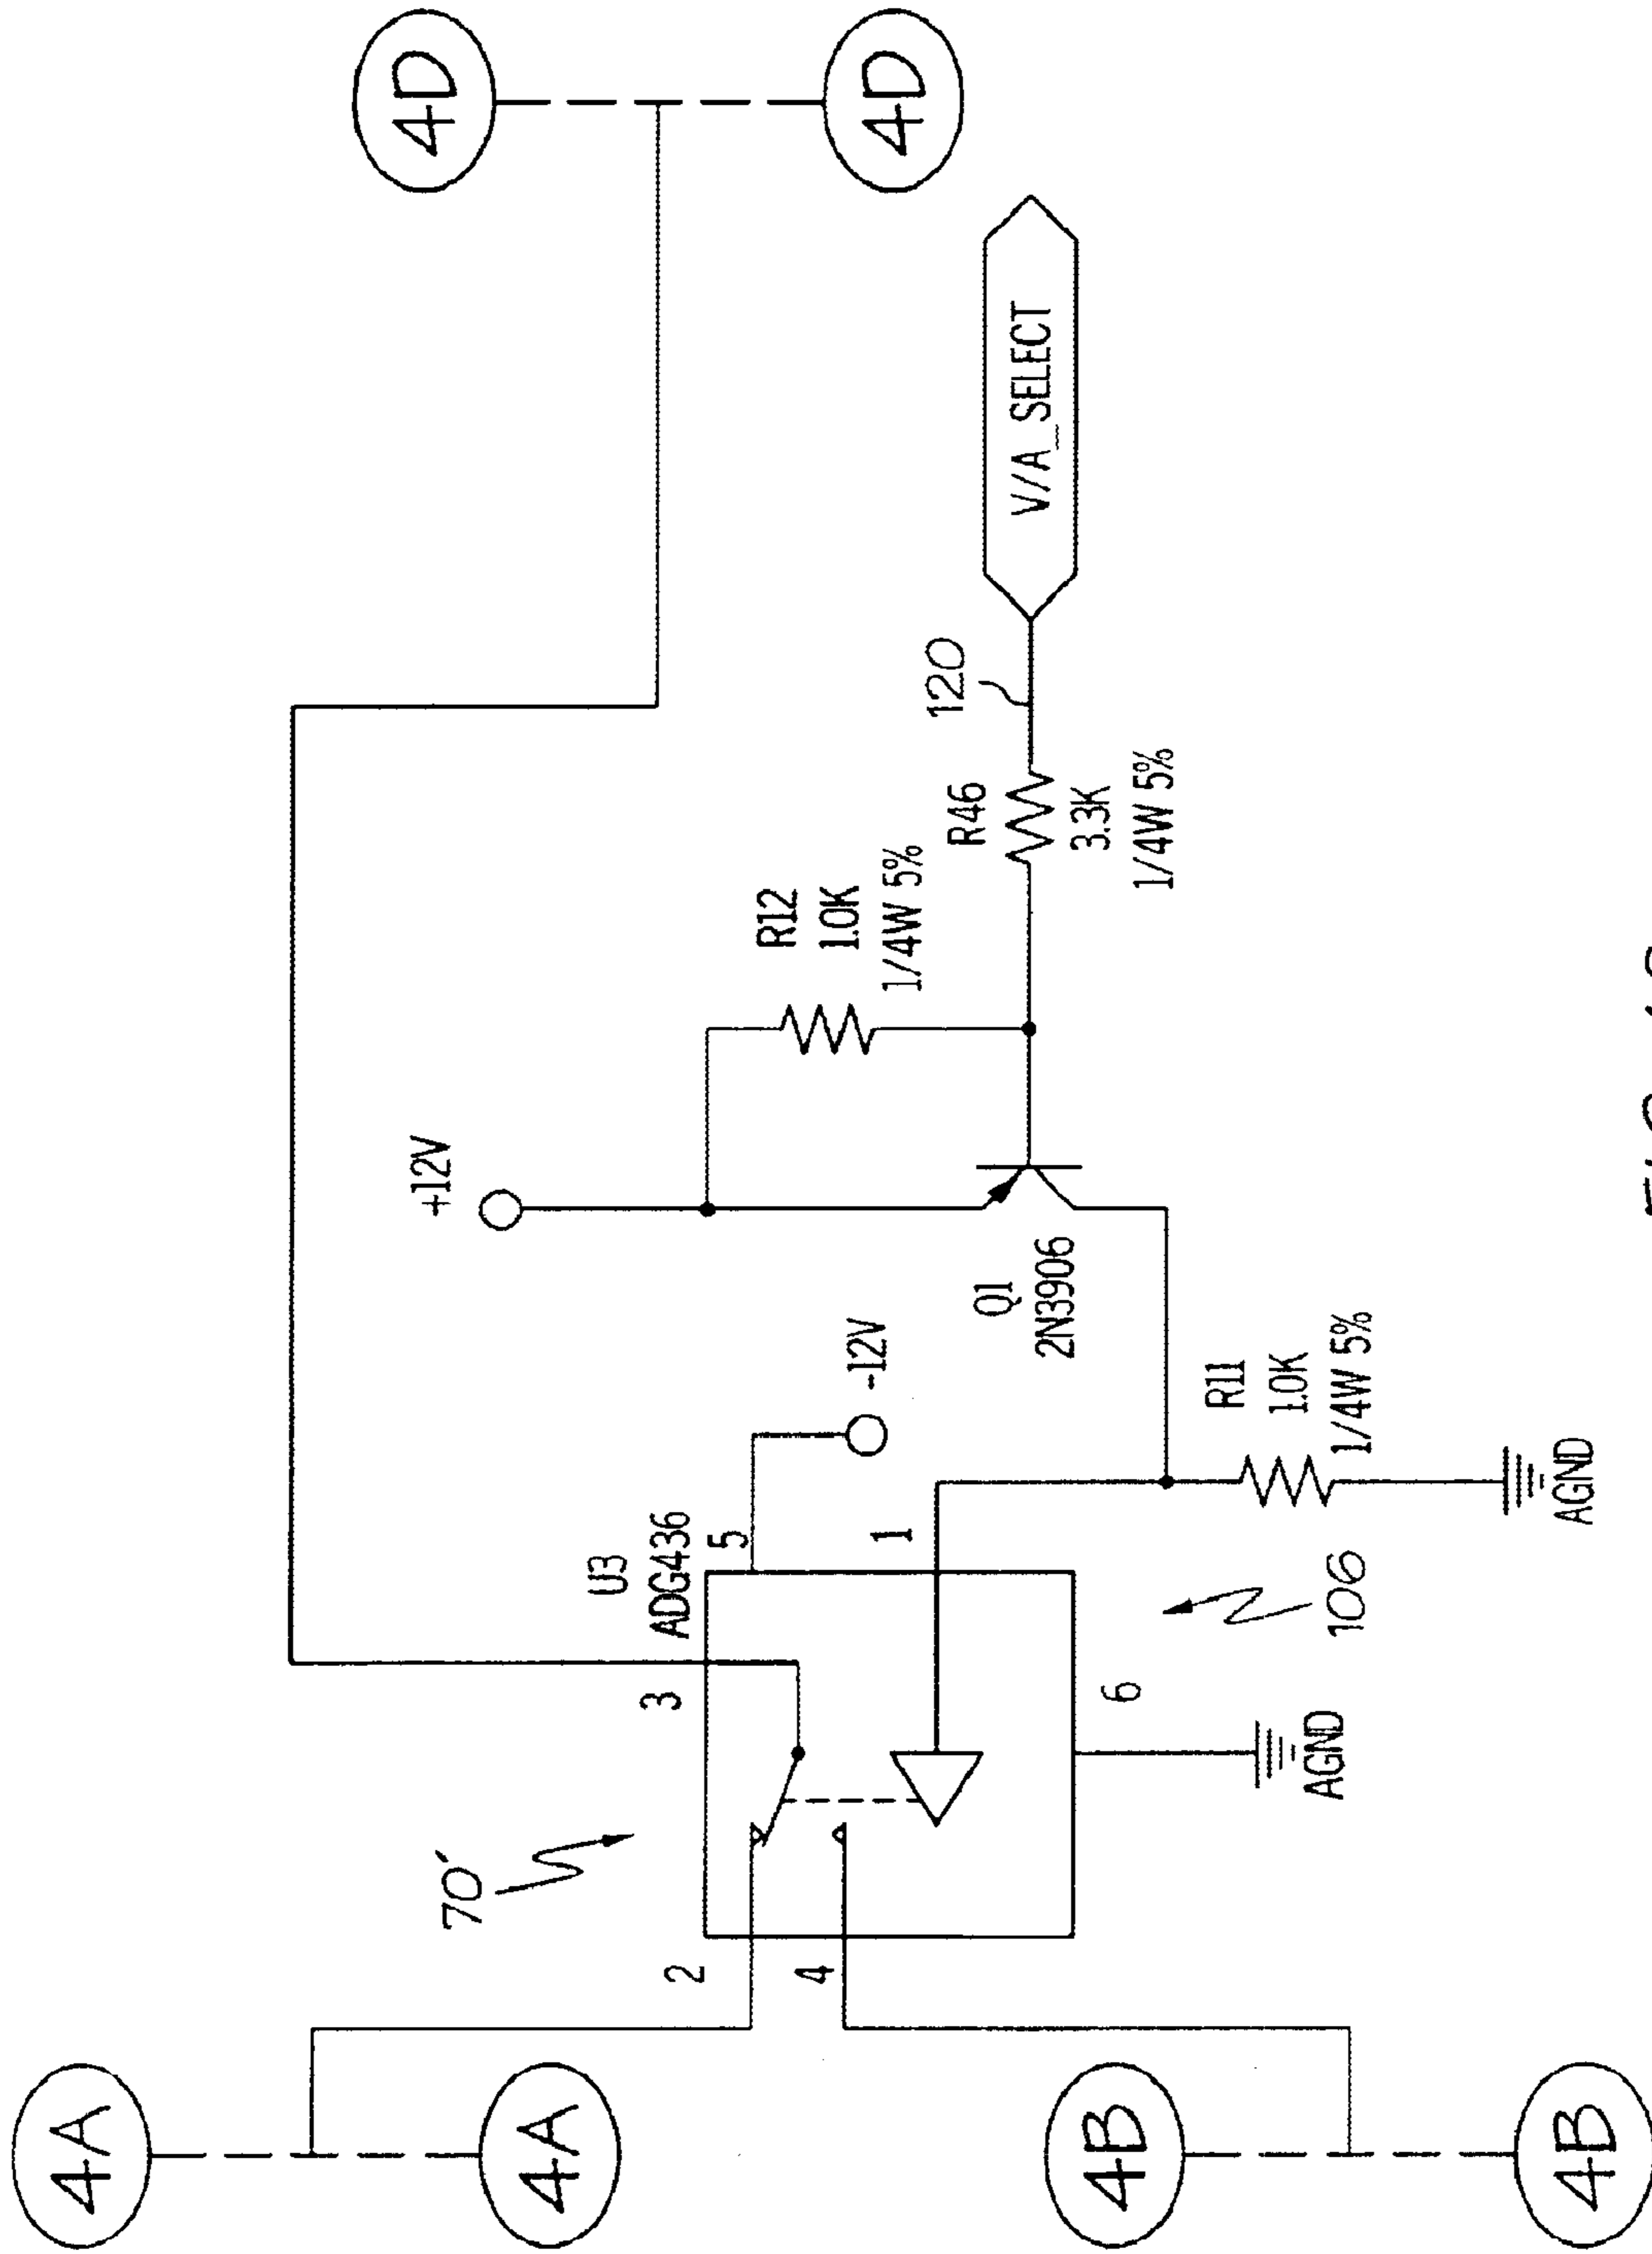 4A
4D
4A
4D
+12V
70'
3
2
4
U3
ADG436
5
1
-12V
R12
1.0K
1/4W 5%
120
R46
3.3K
1/4W 5%
V/A_SELECT
Q1
2N3906
4B
6
AGND
106
R11
1.0K
1/4W 5%
AGND
4B